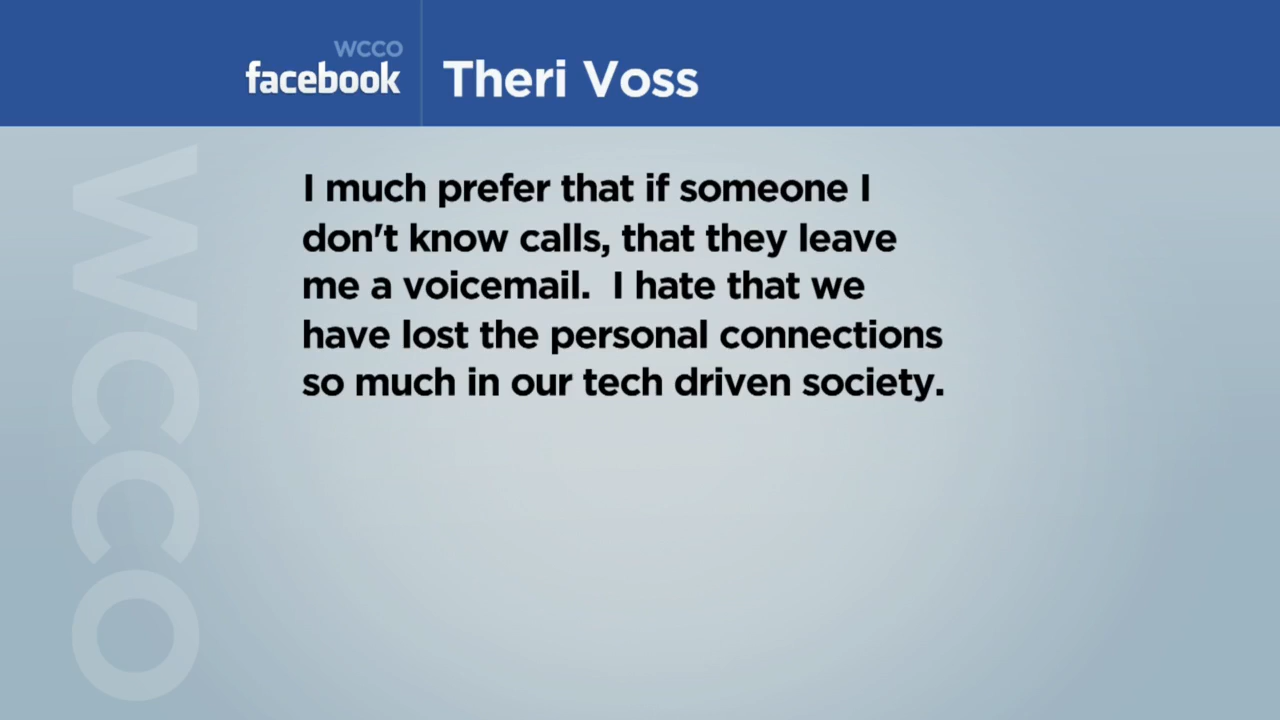 WCCO
facebook
Theri Voss
I much prefer that if someone I
don't know calls, that they leave
me a voicemail.  I hate that we
have lost the personal connections
so much in our tech driven society.
WCCO